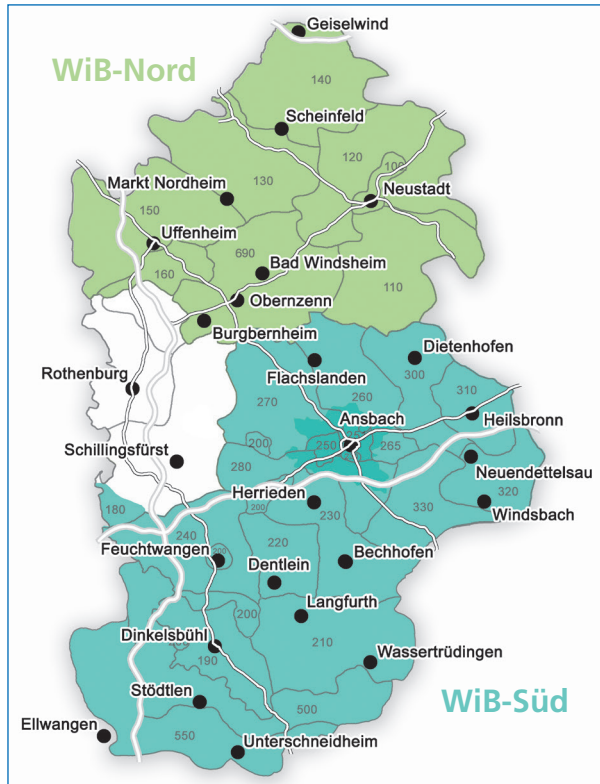 Geiselwind
WiB-Nord
140
Scheinfeld
120
100
Markt Nordheim
130
Neustadt
150
Uffenheim
690
160
Bad Windsheim
110
Obernzenn
Burgbernheim
Dietenhofen
Flachslanden
300
Rothenburg
260
310
270
Ansbach
Heilsbronn
200
250
265
Schillingsfürst
280
Neuendettelsau
Herrieden
320
180
200
230
330
Windsbach
240
220
Feuchtwangen
200
Bechhofen
Dentlein
200
Langfurth
Dinkelsbühl
210
190
Wassertrüdingen
Stödtlen
500
WiB-Süd
Ellwangen
550
Unterschneidheim